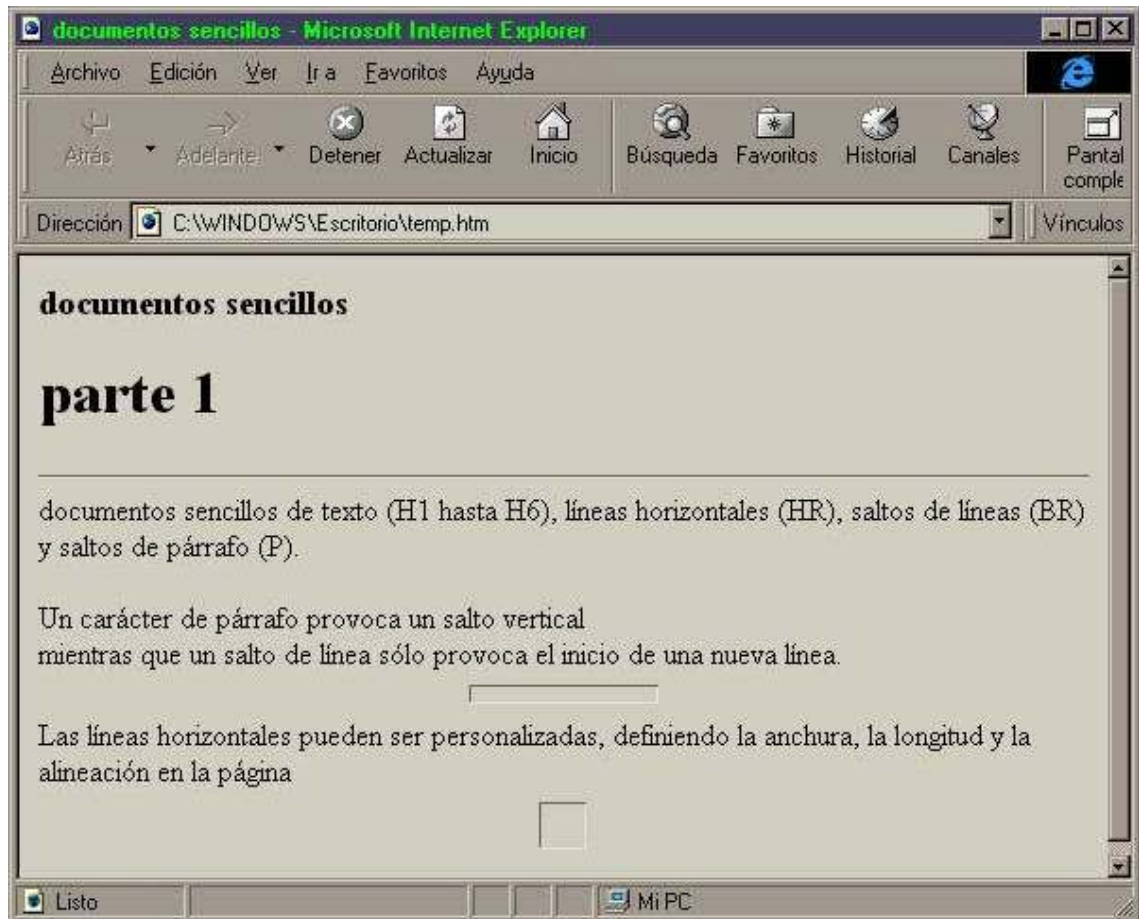 documentos sencillos - Microsoft Internet Explorer
Archivo Edición Ver Ir a Favoritos Ayuda
Atrás Adelante Detener Actualizar Inicio Búsqueda Favoritos Historial Canales Pantal
comple
Dirección C:\WINDOWS\Escritorio\temp.htm Vínculos
documentos sencillos
parte 1
documentos sencillos de texto (H1 hasta H6), líneas horizontales (HR), saltos de líneas (BR)
y saltos de párrafo (P).
Un carácter de párrafo provoca un salto vertical
mientras que un salto de línea sólo provoca el inicio de una nueva línea.
Las líneas horizontales pueden ser personalizadas, definiendo la anchura, la longitud y la
alineación en la página
Listo Mi PC